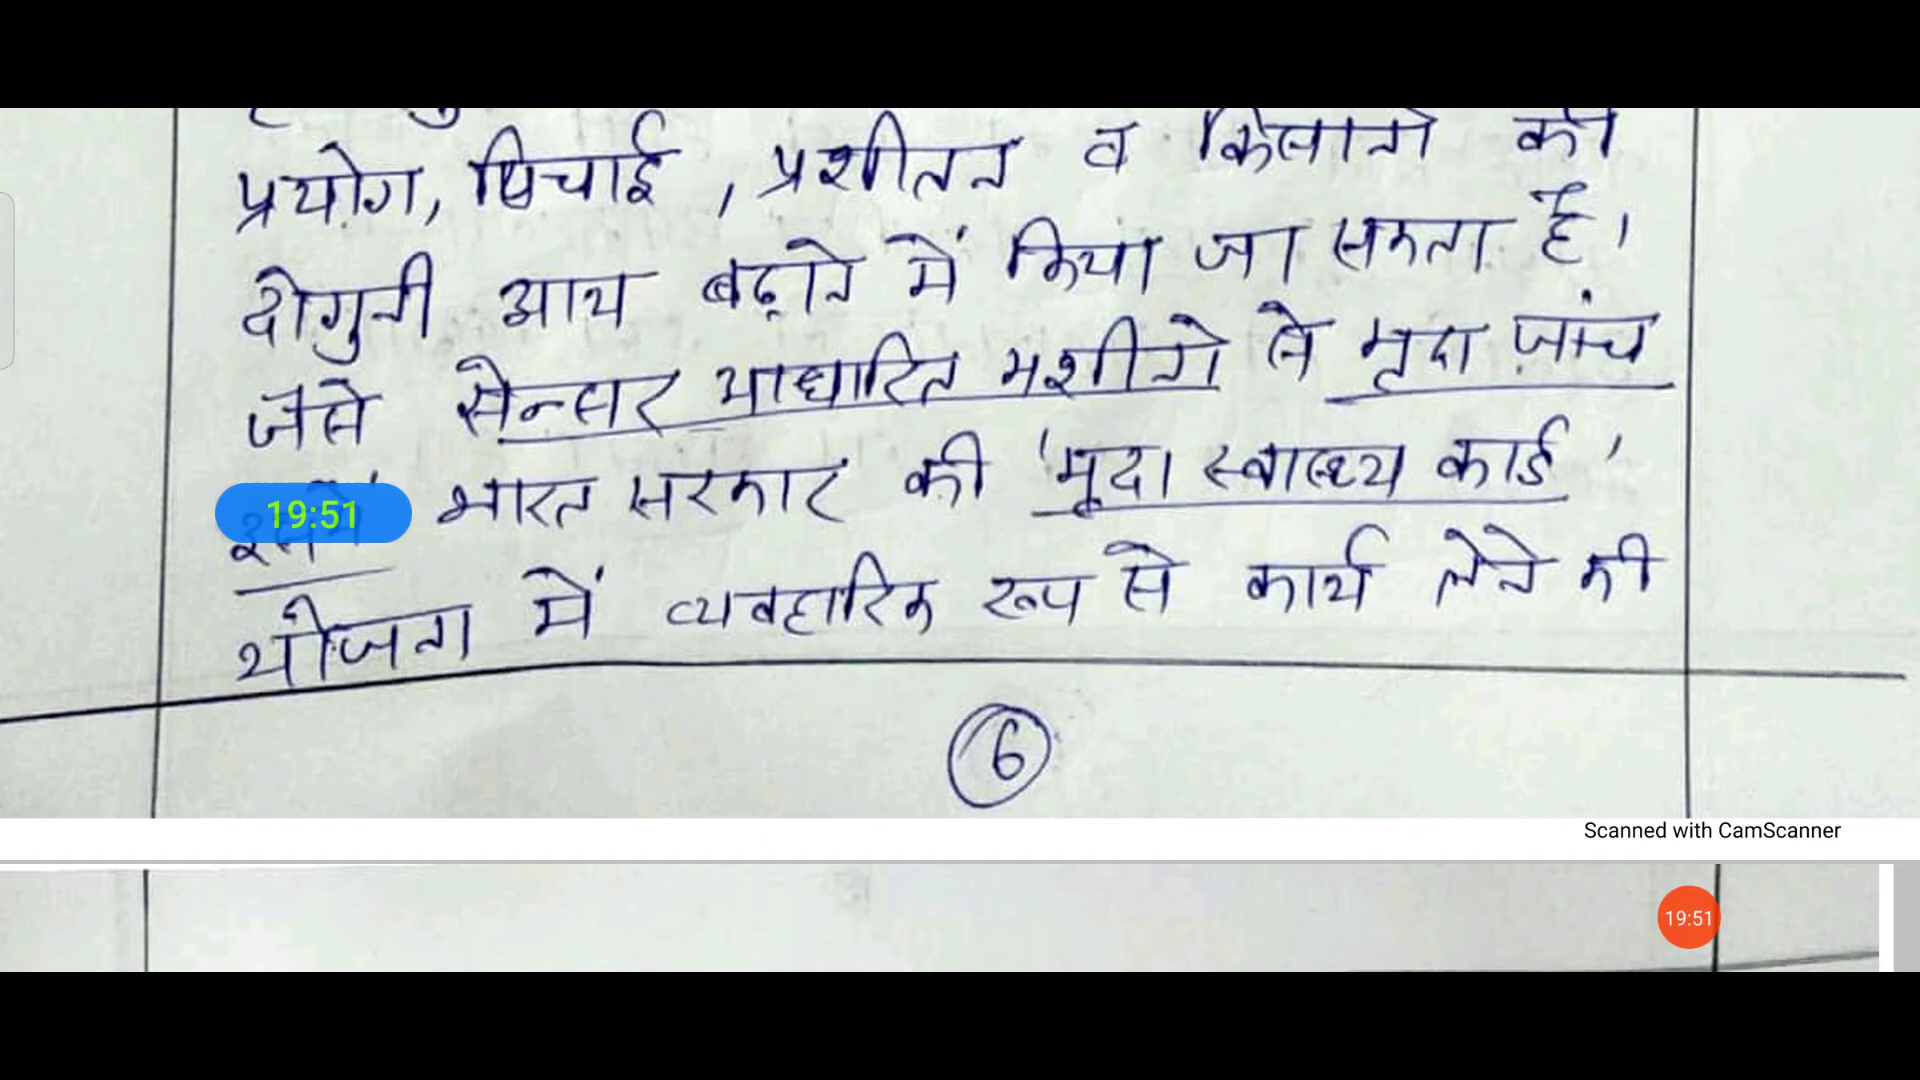 प्रयोग, सिंचाई, प्रशीतन व किसानों की
दोगुनी आय बढ़ाने में किया जा सकता है।
जैसे सेन्सर आधारित मशीनों से मृदा जांच
भारत सरकार की 'मृदा स्वास्थ्य कार्ड'
19:51
योजना में व्यवहारिक रूप से कार्य लेने की
6
Scanned with CamScanner
19:51